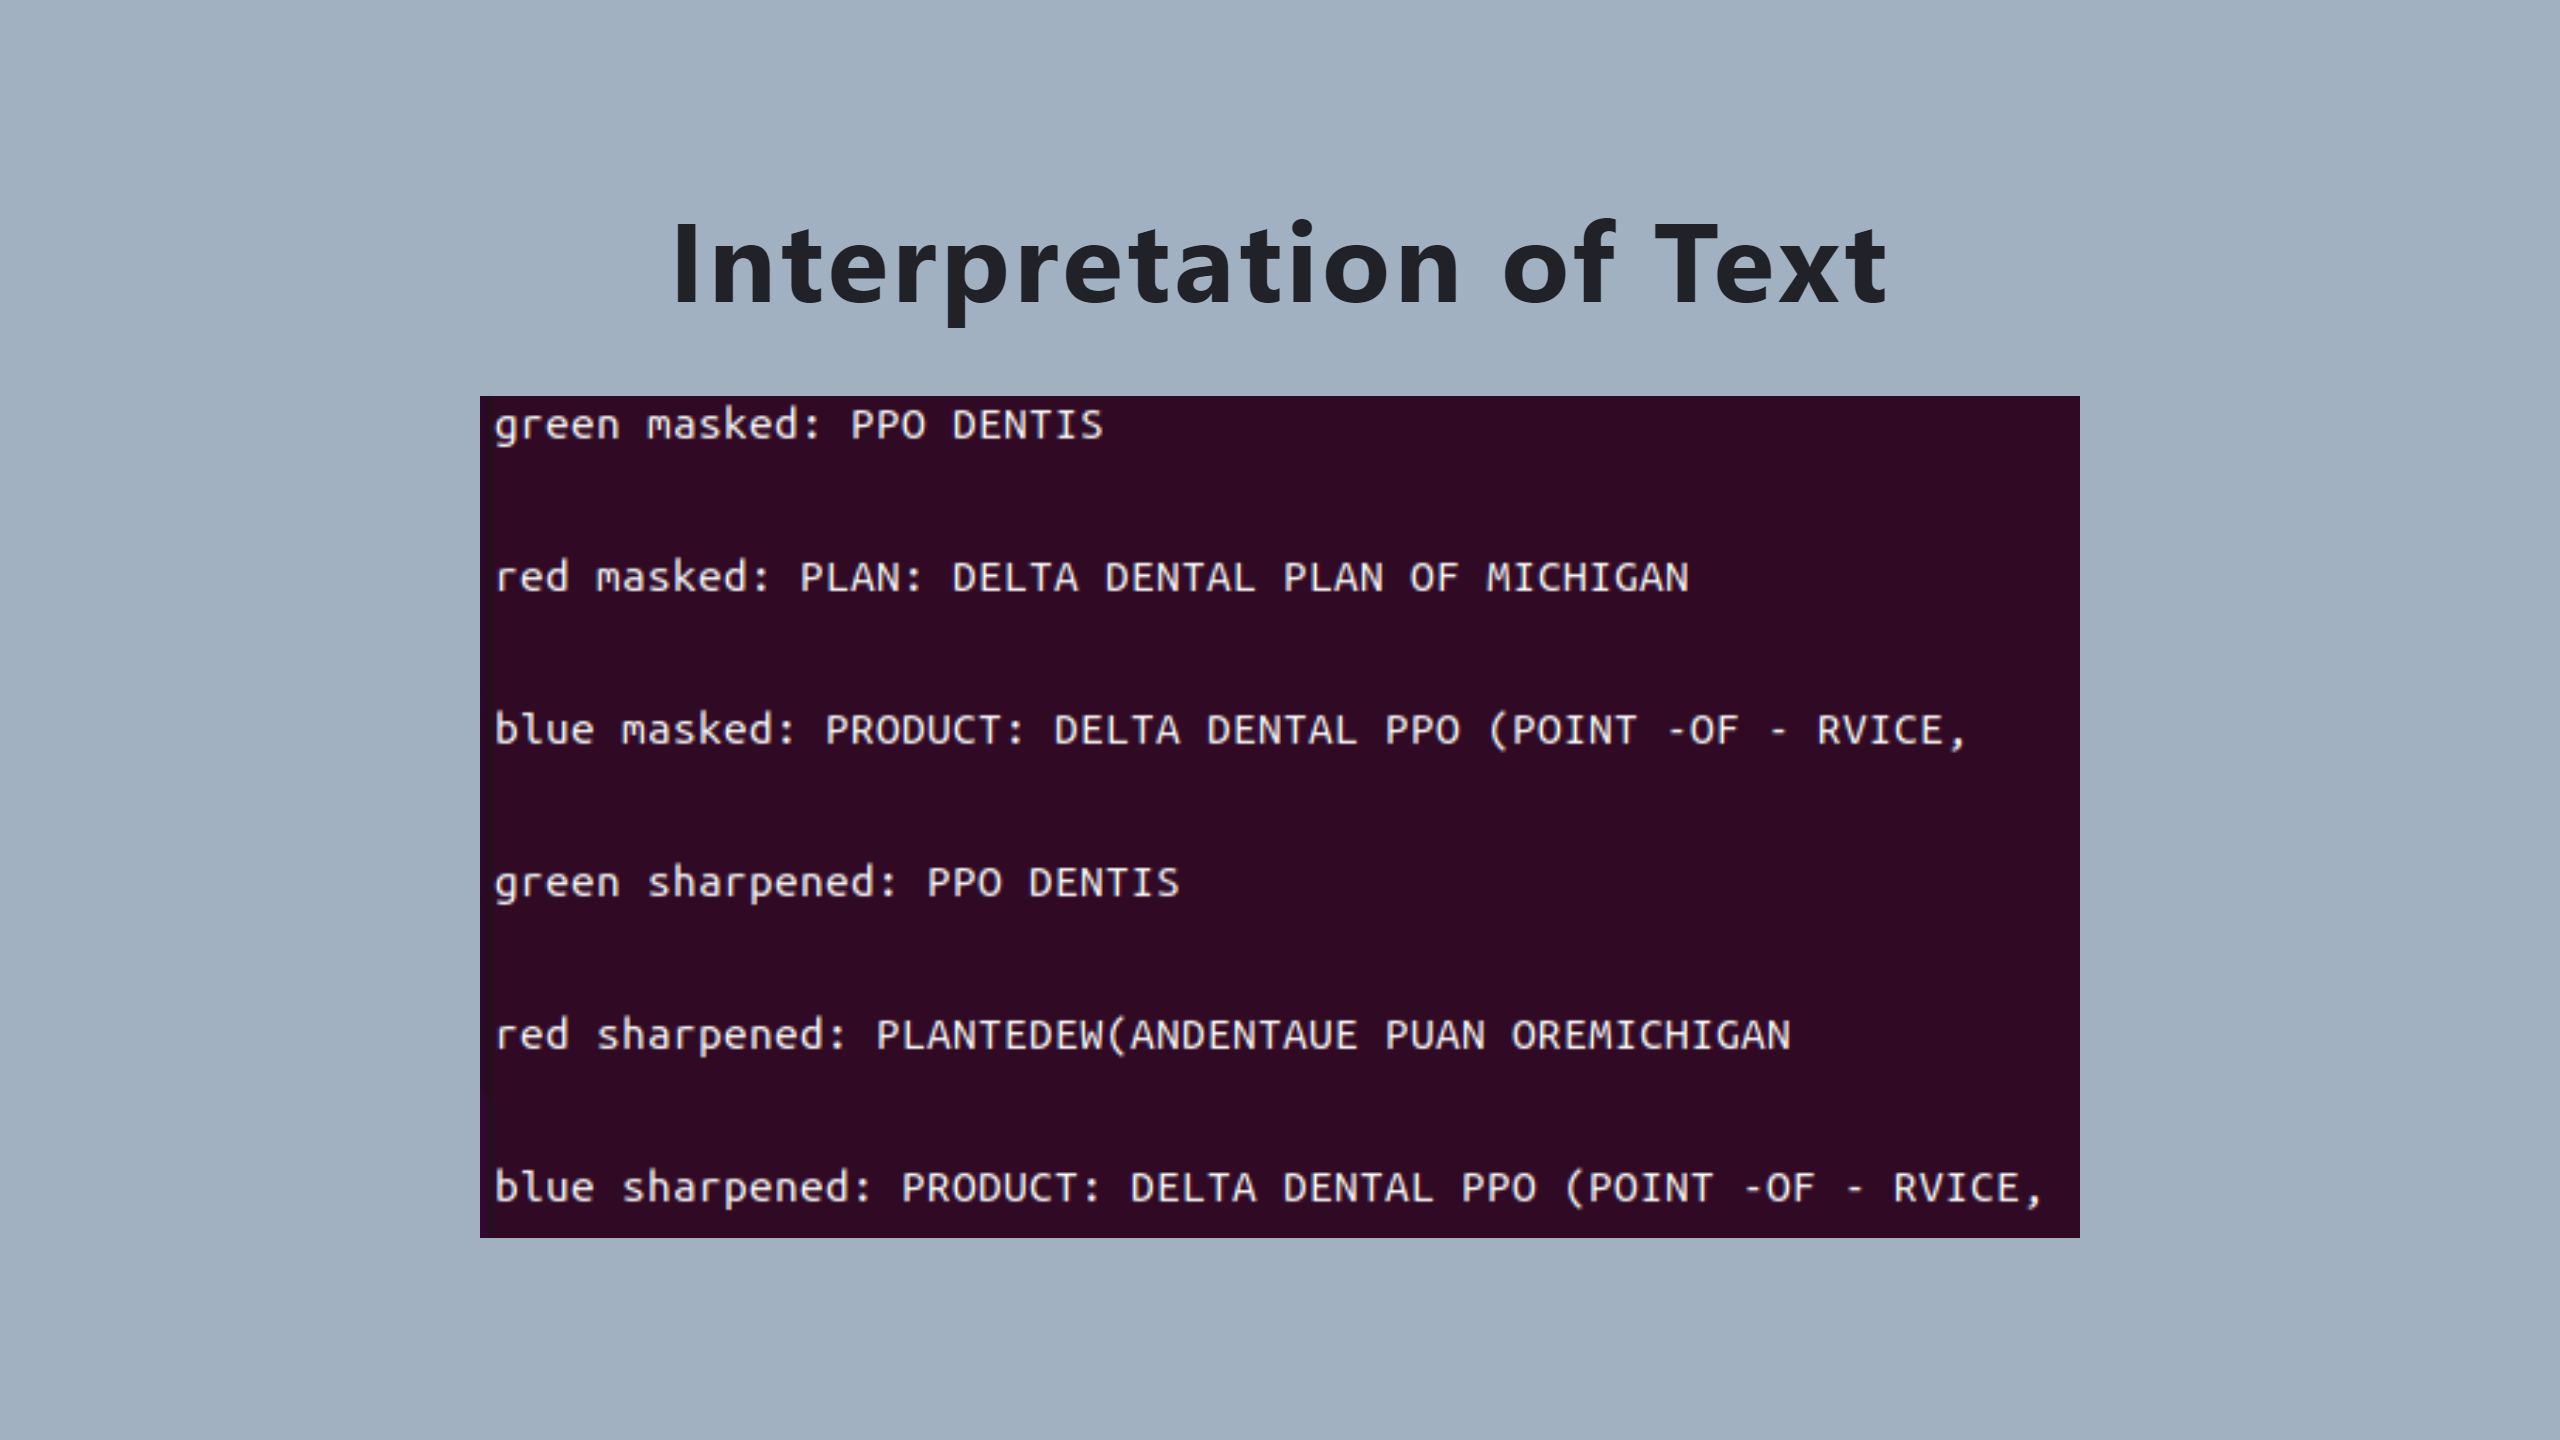 Interpretation of Text
green masked: PPO DENTIS
red masked: PLAN: DELTA DENTAL PLAN OF MICHIGAN
blue masked: PRODUCT: DELTA DENTAL PPO (POINT -OF - RVICE,
green sharpened: PPO DENTIS
red sharpened: PLANTEDEW(ANDENTAUE PUAN OREMICHIGAN
blue sharpened: PRODUCT: DELTA DENTAL PPO (POINT -OF - RVICE,